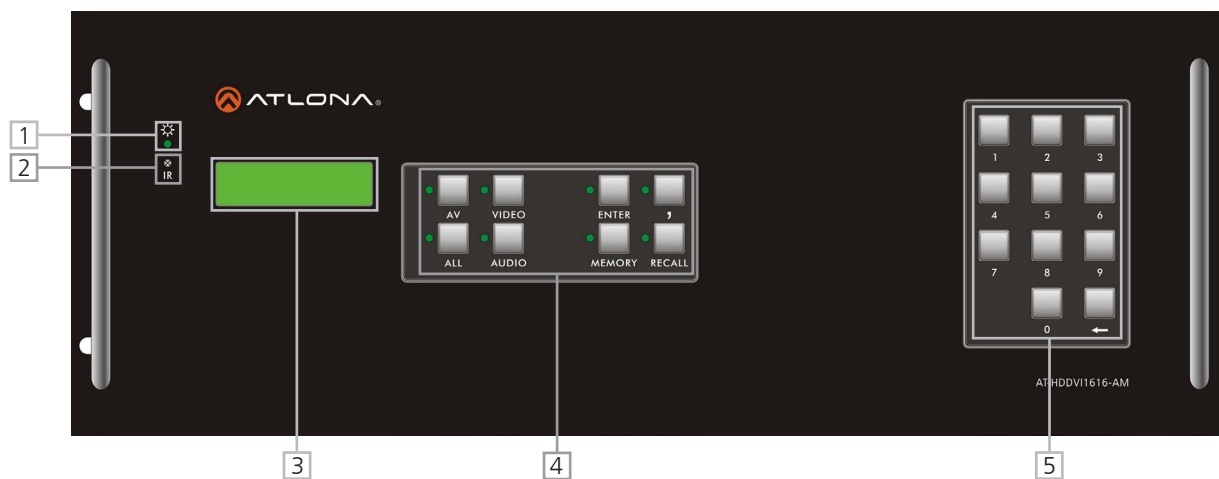 ATLONA®
1
2
IR
AV VIDEO ENTER ,
ALL AUDIO MEMORY RECALL
1 2 3
4 5 6
7 8 9
0 ←
AT-HDDVI1616-AM
3 4 5